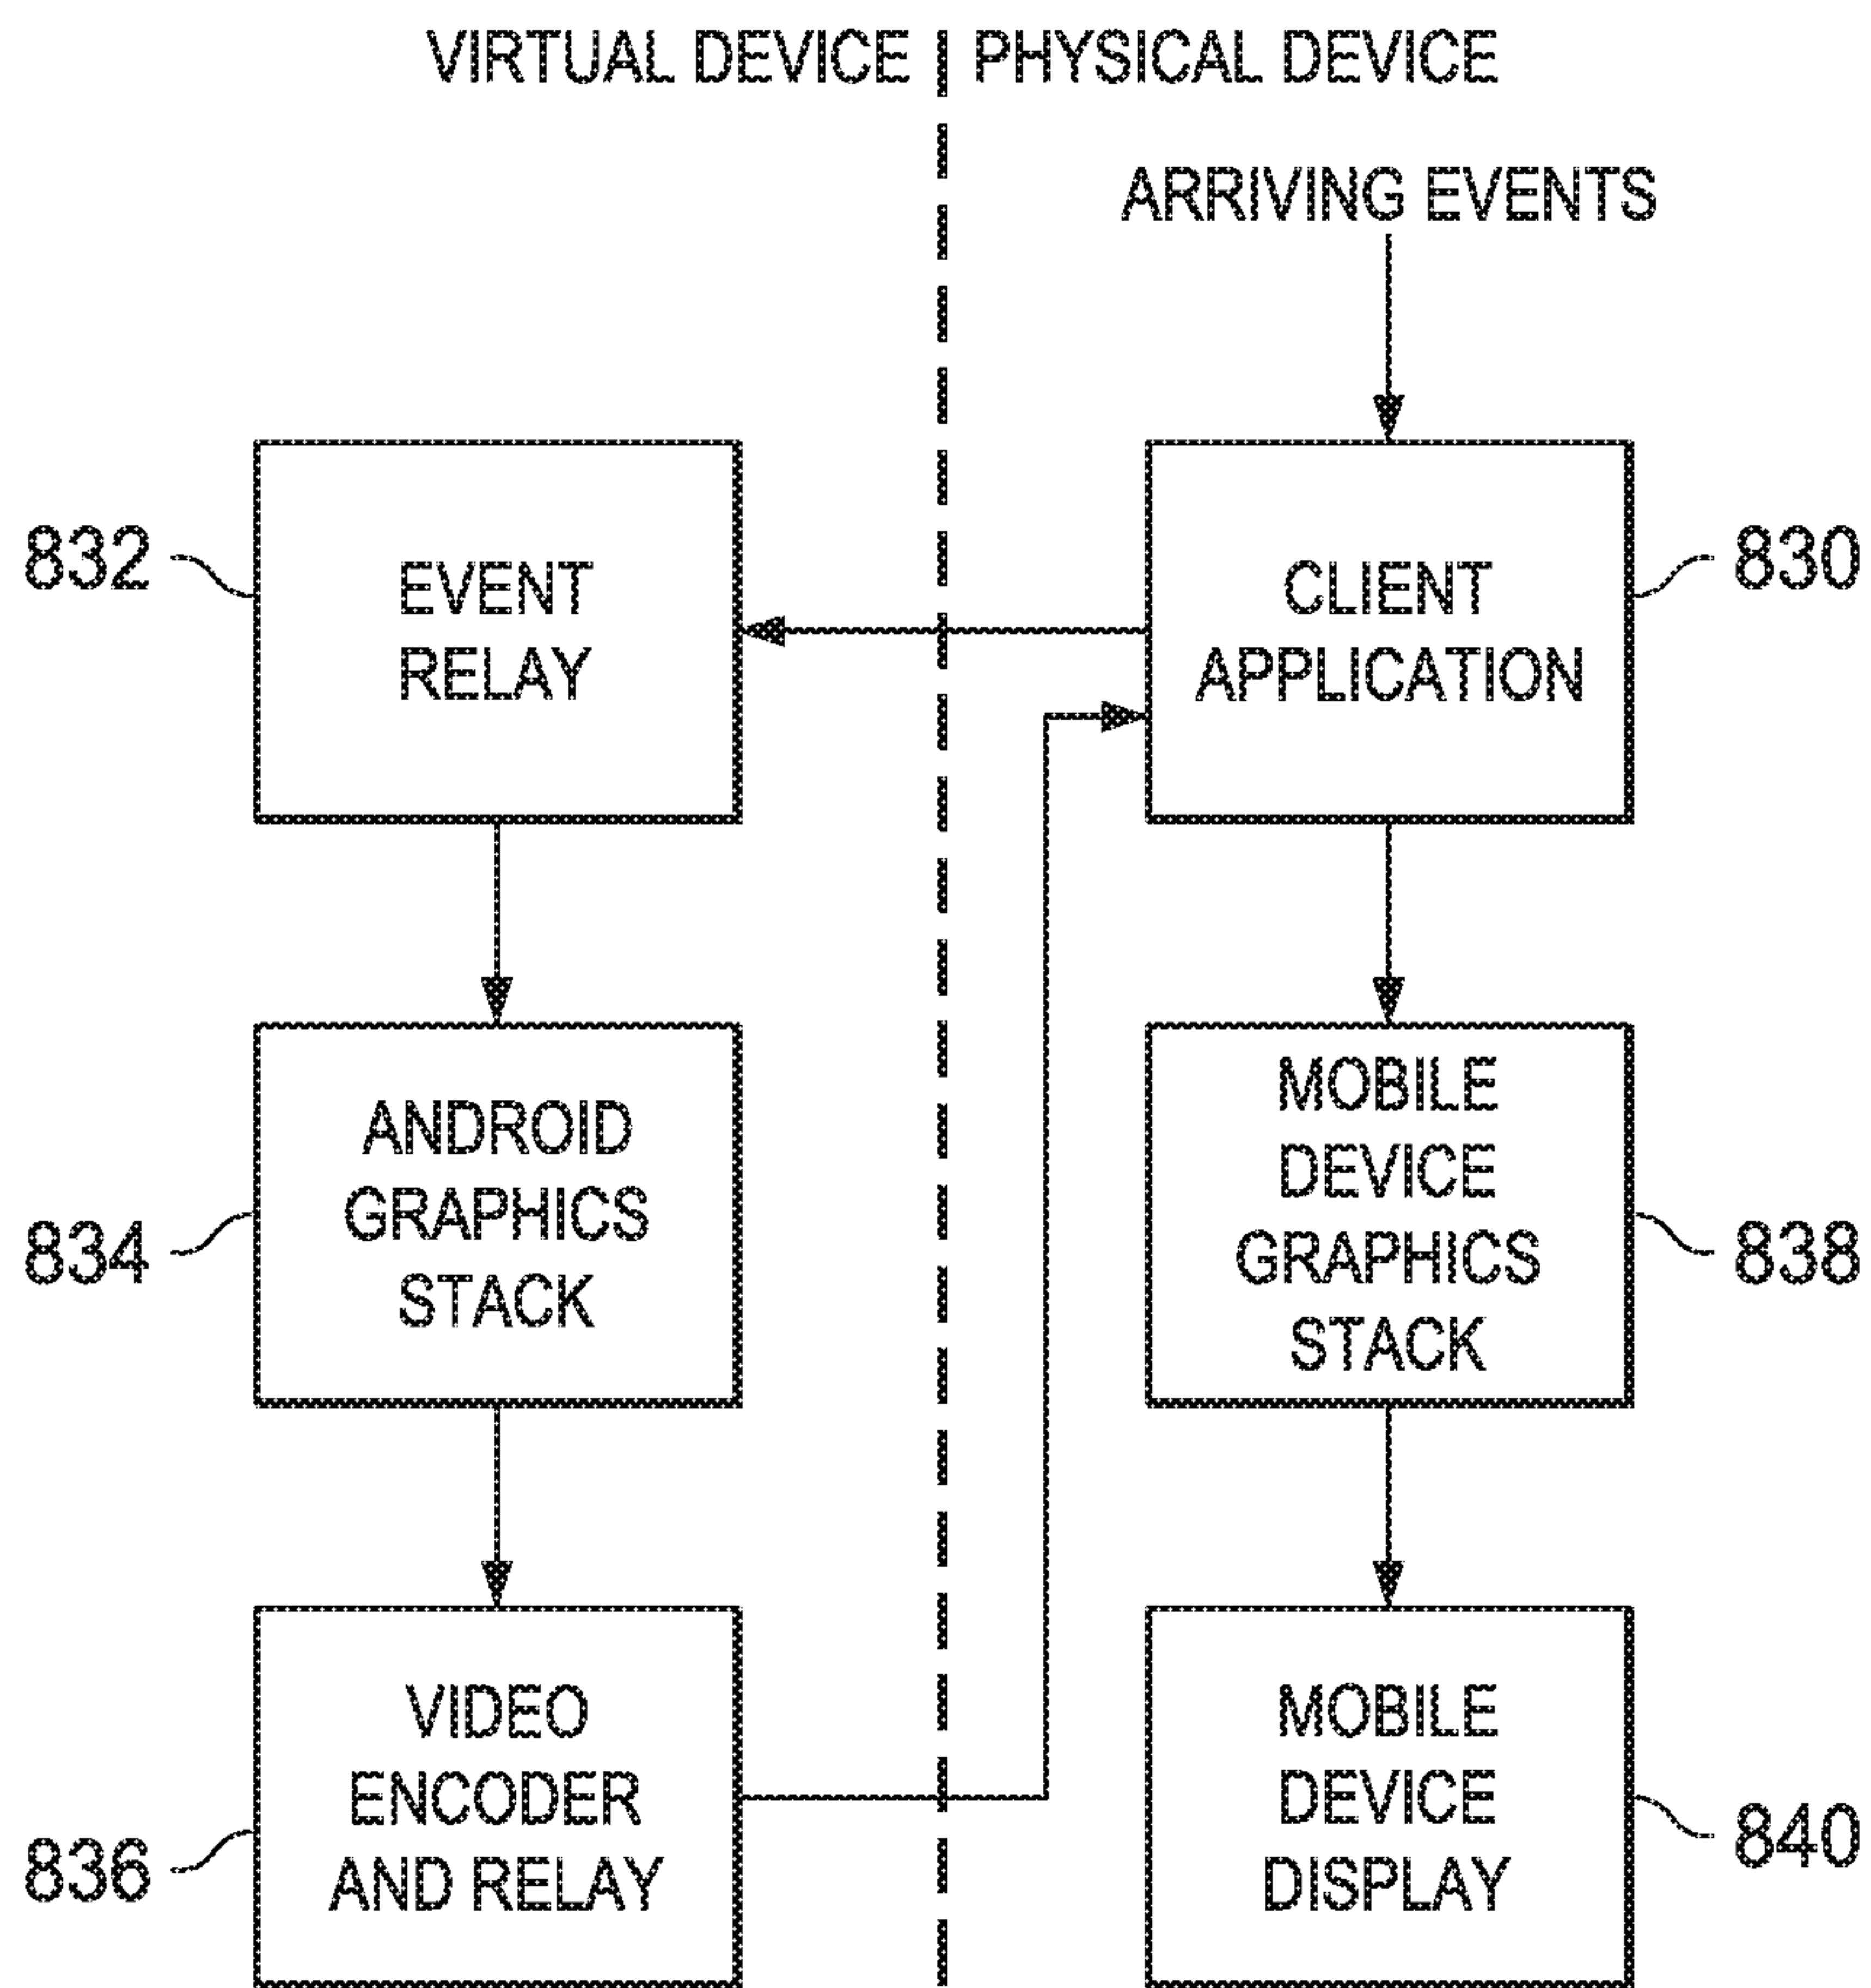 VIRTUAL DEVICE PHYSICAL DEVICE
ARRIVING EVENTS
832
EVENT
RELAY
CLIENT
APPLICATION
830
834
ANDROID
GRAPHICS
STACK
MOBILE
DEVICE
GRAPHICS
STACK
838
836
VIDEO
ENCODER
AND RELAY
MOBILE
DEVICE
DISPLAY
840